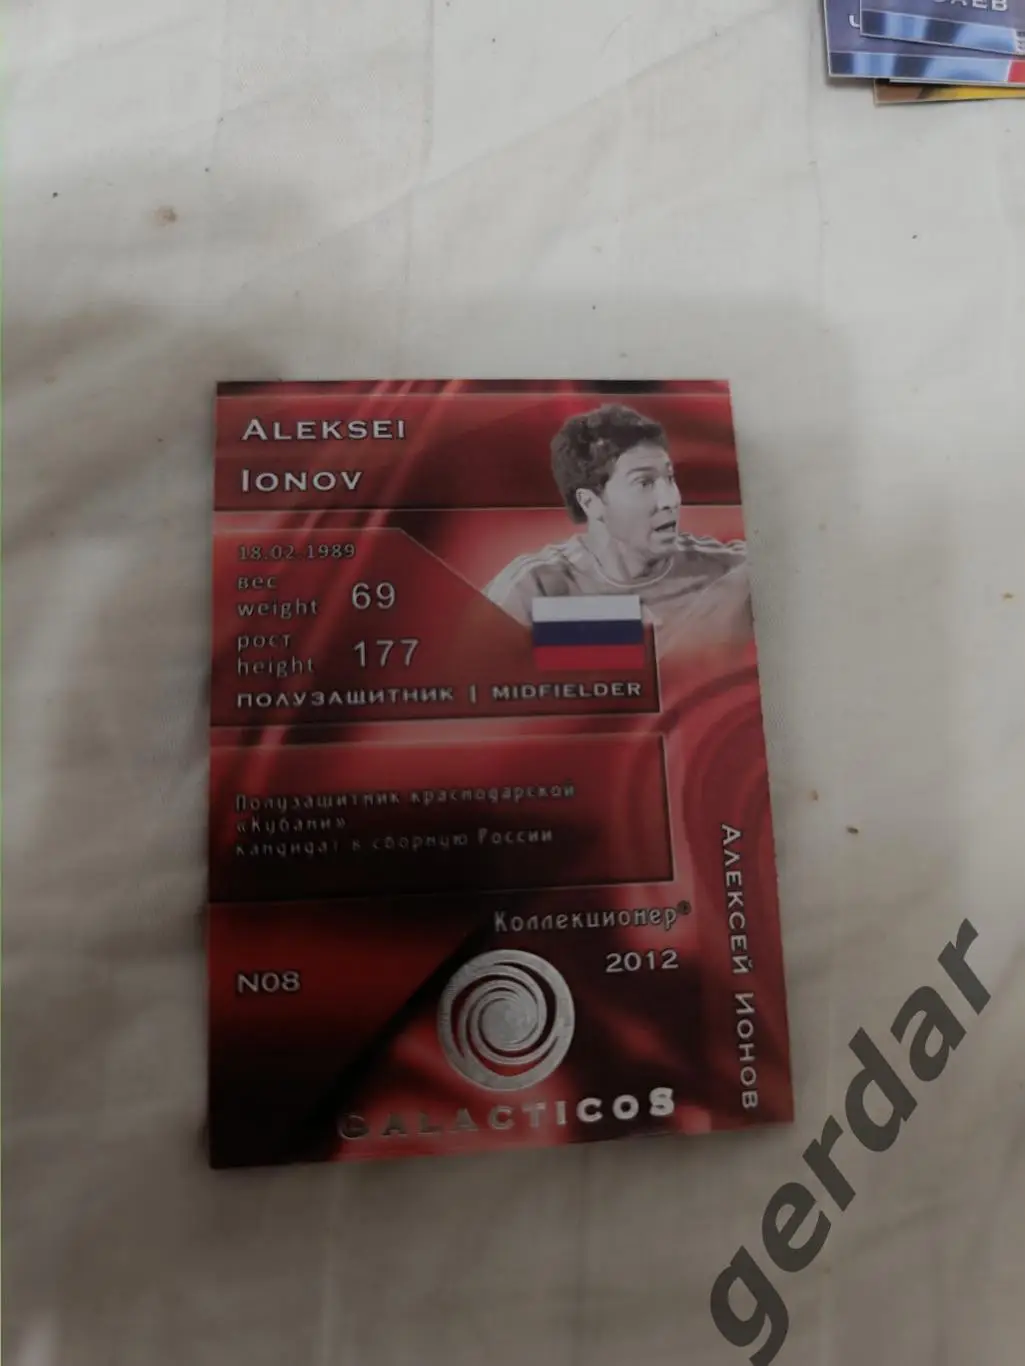 ALEKSEI
IONOV
18.02.1989
вес
weight 69
рост
height 177
ПОЛУЗАЩИТНИК | MIDFIELDER
Полузащитник краснодарской
«Кубани»
кандидат в сборную России
Коллекционер®
2012
N08
GALACTICOS
АЛЕКСЕЙ ИОНОВ
gerdar